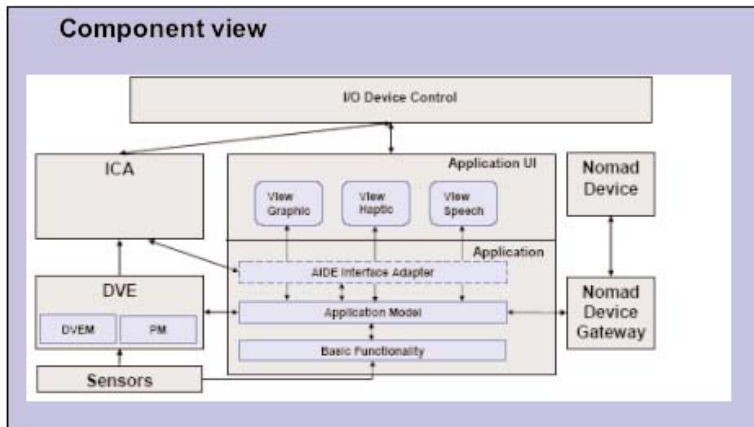 Component view
I/O Device Control
ICA
Application UI
View
Graphic
View
Haptic
View
Speech
Nomad
Device
Application
AIDE Interface Adapter
DVE
DVEM
PM
Application Model
Nomad
Device
Gateway
Basic Functionality
Sensors